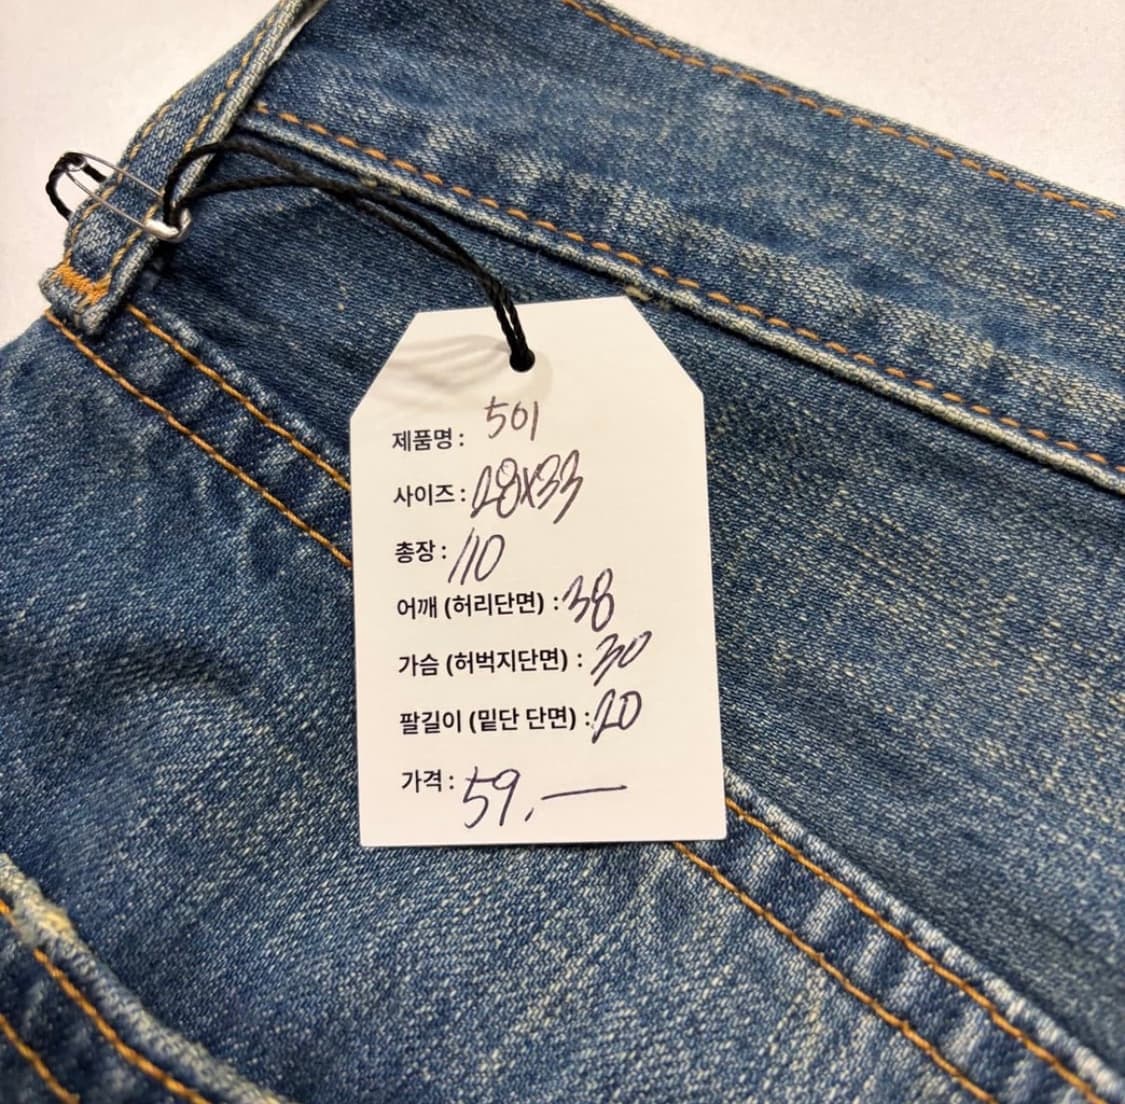 제품명 : 501
사이즈 : 28x33
총장 : 110
어깨 (허리단면) : 38
가슴 (허벅지단면) : 30
팔길이 (밑단 단면) : 20
가격 : 59,—